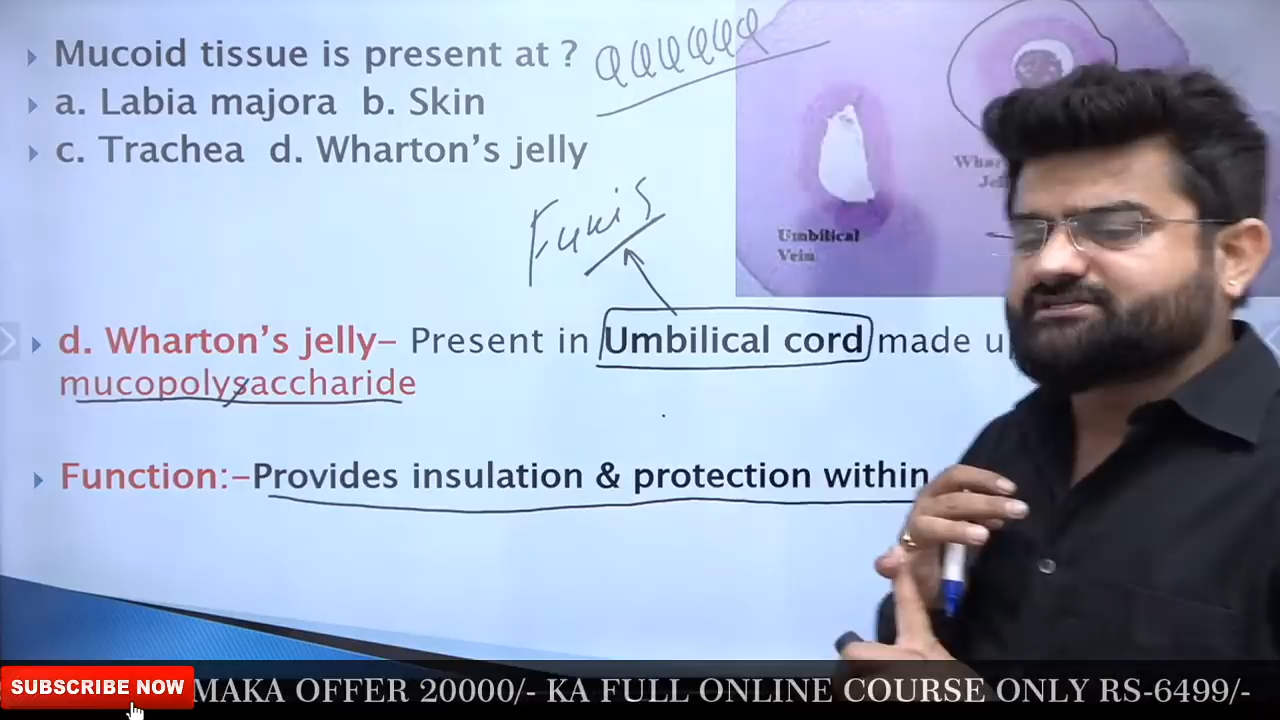 Mucoid tissue is present at ?
a. Labia majora b. Skin
c. Trachea d. Wharton's jelly
Funis
Umbilical
Vein
d. Wharton's jelly– Present in Umbilical cord made
mucopolysaccharide
Function:–Provides insulation & protection within
SUBSCRIBE NOW
MAKA OFFER 20000/- KA FULL ONLINE COURSE ONLY RS-6499/-